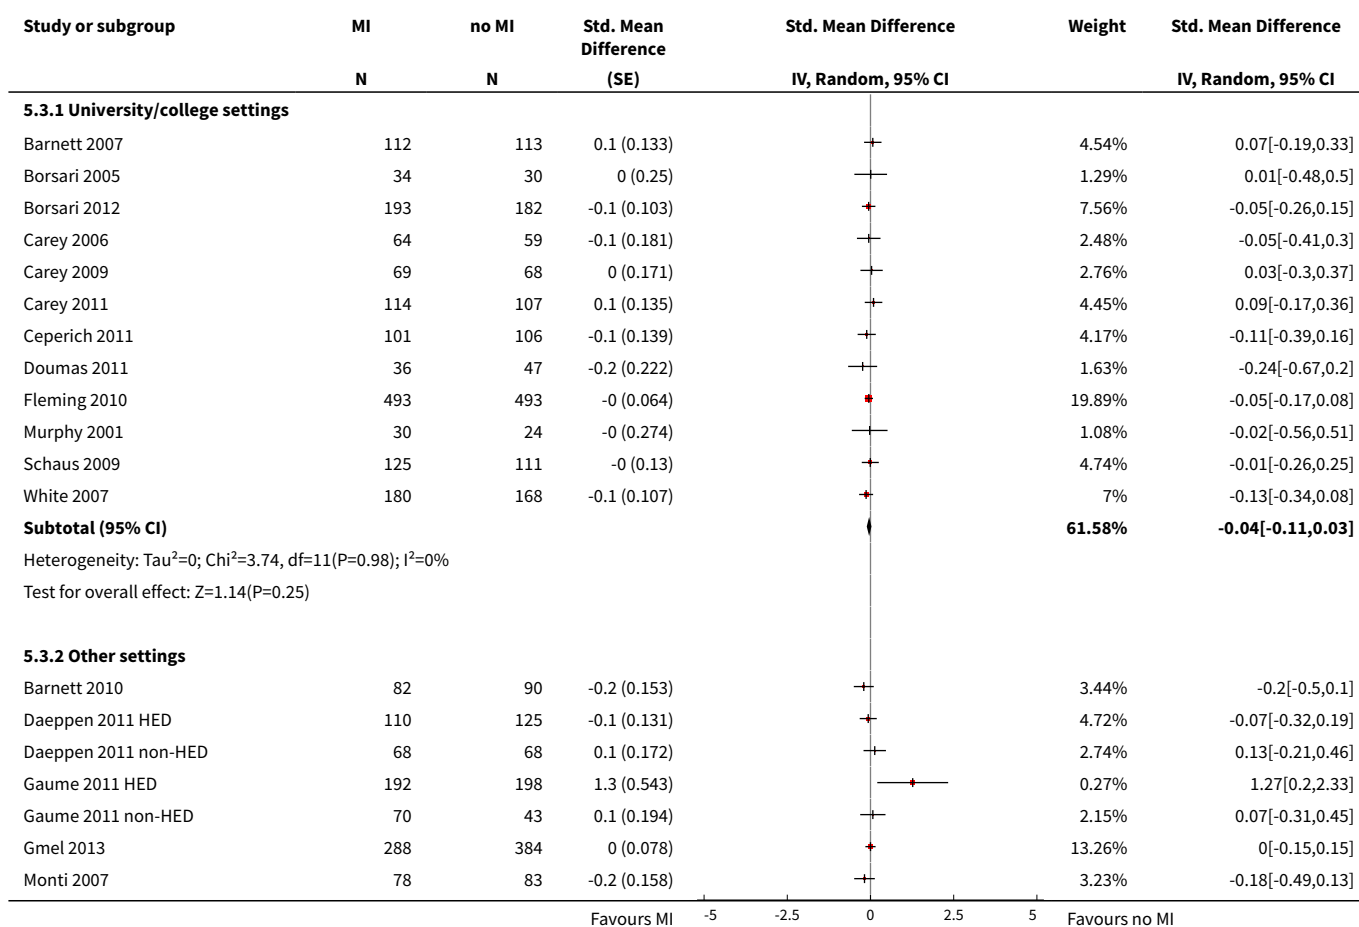 Study or subgroup MI no MI Std. Mean Difference Std. Mean Difference Weight Std. Mean Difference
N N (SE) IV, Random, 95% CI IV, Random, 95% CI
5.3.1 University/college settings
Barnett 2007 112 113 0.1 (0.133) 4.54% 0.07[-0.19,0.33]
Borsari 2005 34 30 0 (0.25) 1.29% 0.01[-0.48,0.5]
Borsari 2012 193 182 -0.1 (0.103) 7.56% -0.05[-0.26,0.15]
Carey 2006 64 59 -0.1 (0.181) 2.48% -0.05[-0.41,0.3]
Carey 2009 69 68 0 (0.171) 2.76% 0.03[-0.3,0.37]
Carey 2011 114 107 0.1 (0.135) 4.45% 0.09[-0.17,0.36]
Ceperich 2011 101 106 -0.1 (0.139) 4.17% -0.11[-0.39,0.16]
Doumas 2011 36 47 -0.2 (0.222) 1.63% -0.24[-0.67,0.2]
Fleming 2010 493 493 -0 (0.064) 19.89% -0.05[-0.17,0.08]
Murphy 2001 30 24 -0 (0.274) 1.08% -0.02[-0.56,0.51]
Schaus 2009 125 111 -0 (0.13) 4.74% -0.01[-0.26,0.25]
White 2007 180 168 -0.1 (0.107) 7% -0.13[-0.34,0.08]
Subtotal (95% CI) 61.58% -0.04[-0.11,0.03]
Heterogeneity: Tau²=0; Chi²=3.74, df=11(P=0.98); I²=0%
Test for overall effect: Z=1.14(P=0.25)
5.3.2 Other settings
Barnett 2010 82 90 -0.2 (0.153) 3.44% -0.2[-0.5,0.1]
Daeppen 2011 HED 110 125 -0.1 (0.131) 4.72% -0.07[-0.32,0.19]
Daeppen 2011 non-HED 68 68 0.1 (0.172) 2.74% 0.13[-0.21,0.46]
Gaume 2011 HED 192 198 1.3 (0.543) 0.27% 1.27[0.2,2.33]
Gaume 2011 non-HED 70 43 0.1 (0.194) 2.15% 0.07[-0.31,0.45]
Gmel 2013 288 384 0 (0.078) 13.26% 0[-0.15,0.15]
Monti 2007 78 83 -0.2 (0.158) 3.23% -0.18[-0.49,0.13]
Favours MI -5 -2.5 0 2.5 5 Favours no MI